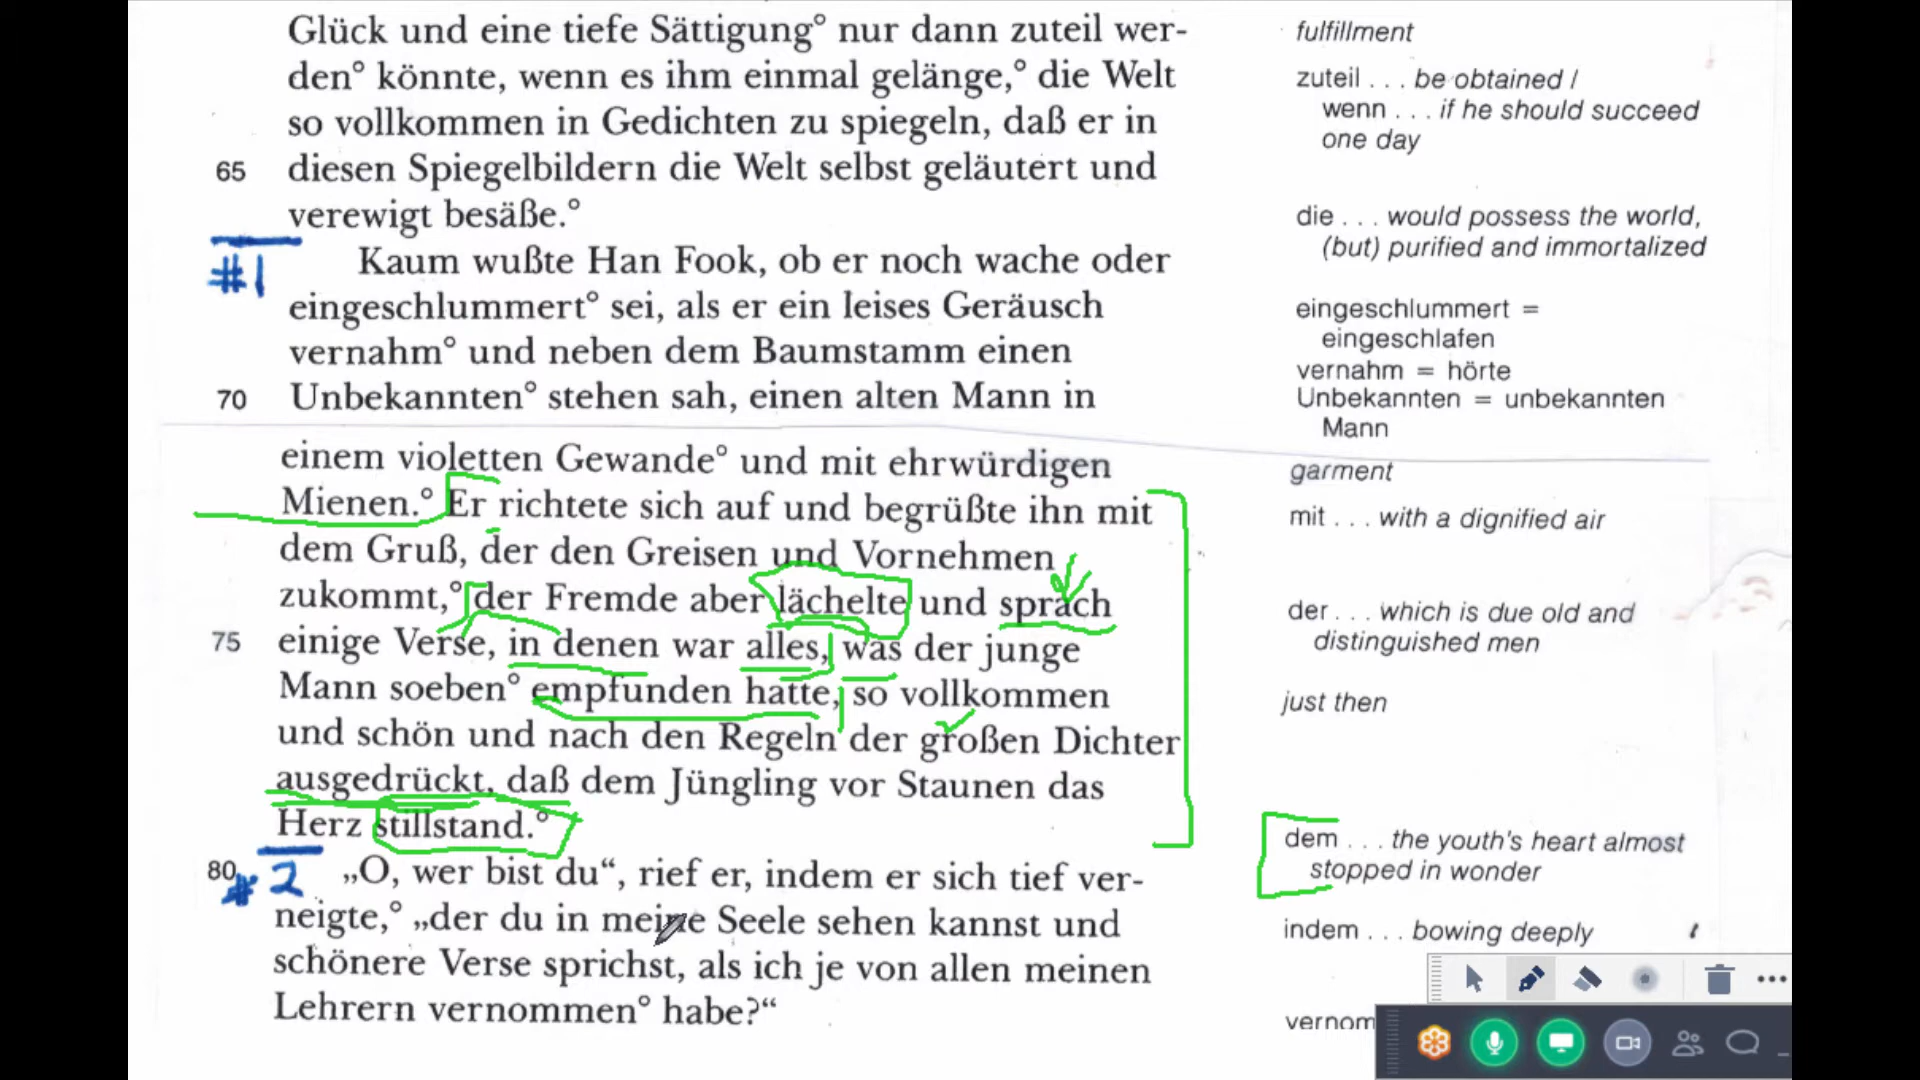 Glück und eine tiefe Sättigung° nur dann zuteil wer-
den° könnte, wenn es ihm einmal gelänge,° die Welt
so vollkommen in Gedichten zu spiegeln, daß er in
65 diesen Spiegelbildern die Welt selbst geläutert und
verewigt besäße.°
#1
Kaum wußte Han Fook, ob er noch wache oder
eingeschlummert° sei, als er ein leises Geräusch
vernahm° und neben dem Baumstamm einen
70 Unbekannten° stehen sah, einen alten Mann in
einem violetten Gewande° und mit ehrwürdigen
Mienen.° Er richtete sich auf und begrüßte ihn mit
dem Gruß, der den Greisen und Vornehmen
zukommt,° der Fremde aber lächelte und sprach
75 einige Verse, in denen war alles, was der junge
Mann soeben° empfunden hatte, so vollkommen
und schön und nach den Regeln der großen Dichter
ausgedrückt, daß dem Jüngling vor Staunen das
Herz stillstand.°
#2
80 „O, wer bist du“, rief er, indem er sich tief ver-
neigte,° „der du in meine Seele sehen kannst und
schönere Verse sprichst, als ich je von allen meinen
Lehrern vernommen° habe?“
fulfillment
zuteil . . . be obtained /
wenn . . . if he should succeed
one day
die . . . would possess the world,
(but) purified and immortalized
eingeschlummert =
eingeschlafen
vernahm = hörte
Unbekannten = unbekannten
Mann
garment
mit . . . with a dignified air
der . . . which is due old and
distinguished men
just then
dem . . . the youth's heart almost
stopped in wonder
indem . . . bowing deeply
vernom